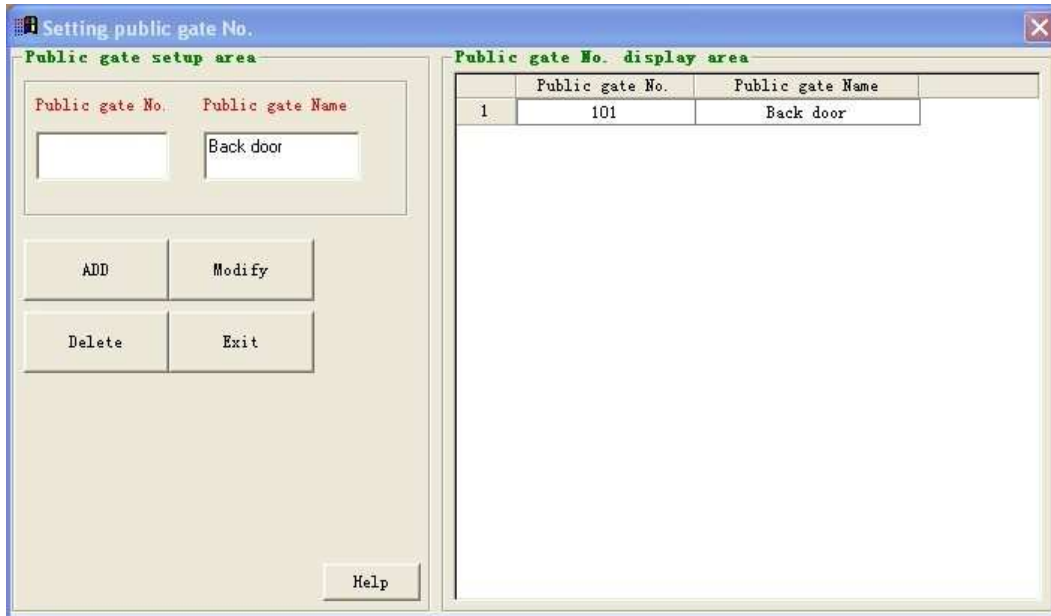 Setting public gate No.
Public gate setup area
Public gate No. Public gate Name
Back door
ADD Modify
Delete Exit
Help
Public gate No. display area
Public gate No. Public gate Name
1 101 Back door